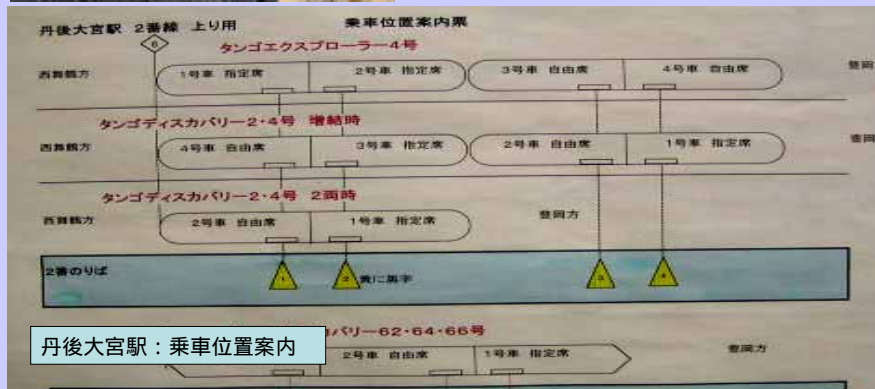 丹後大宮駅 2番線 上り用 乗車位置案内票
6
タンゴエクスプローラー4号
西舞鶴方 1号車 指定席 2号車 指定席 3号車 自由席 4号車 自由席 豊岡
タンゴディスカバリー2・4号 増結時
西舞鶴方 4号車 自由席 3号車 指定席 2号車 自由席 1号車 指定席 豊岡
タンゴディスカバリー2・4号 2両時
西舞鶴方 2号車 自由席 1号車 指定席 豊岡方
2番のりば 1 2 黄に黒字 3 4
カバリー62・64・66号
丹後大宮駅：乗車位置案内
2号車 自由席 1号車 指定席 豊岡方